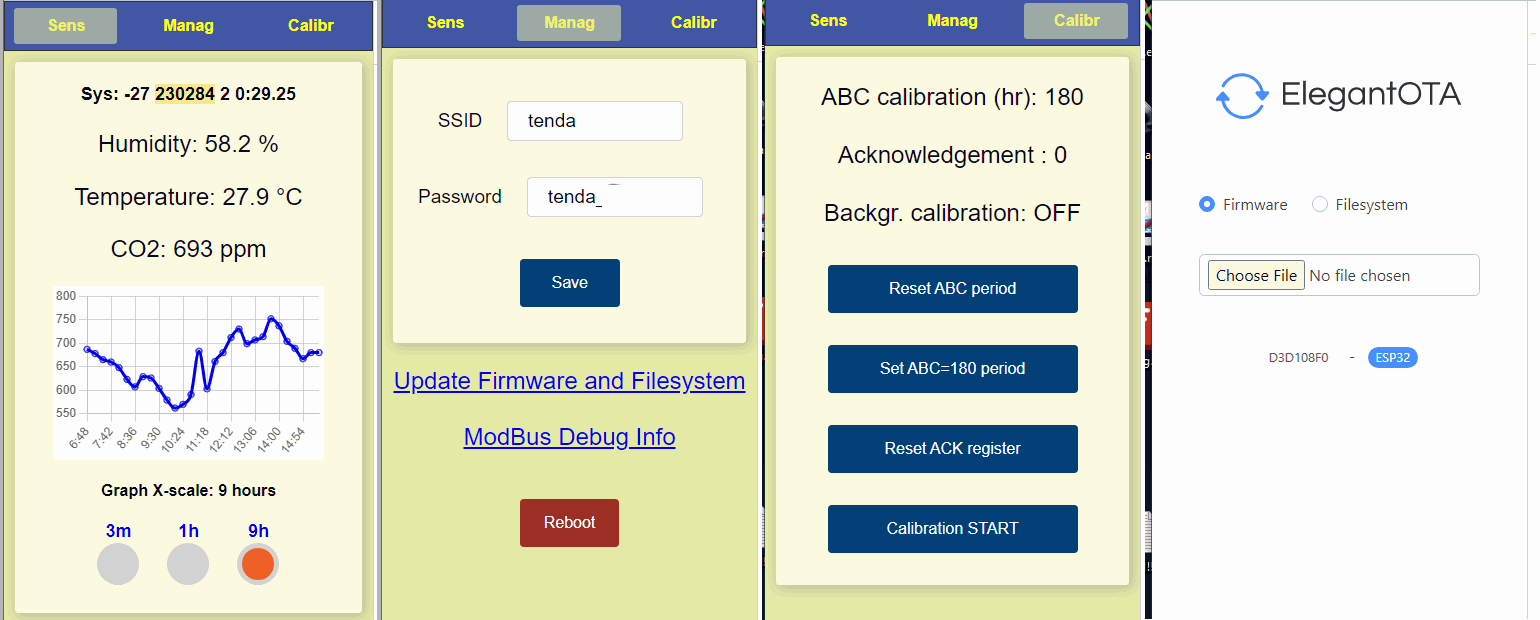 Sens Manag Calibr
Sys: -27 230284 2 0:29.25
Humidity: 58.2 %
Temperature: 27.9 °C
CO2: 693 ppm
800
750
700
650
600
550
6:48 7:42 8:36 9:30 10:24 11:18 12:12 13:06 14:00 14:54
Graph X-scale: 9 hours
3m 1h 9h
Sens Manag Calibr
SSID tenda
Password tenda_
Save
Update Firmware and Filesystem
ModBus Debug Info
Reboot
Sens Manag Calibr
ABC calibration (hr): 180
Acknowledgement : 0
Backgr. calibration: OFF
Reset ABC period
Set ABC=180 period
Reset ACK register
Calibration START
ElegantOTA
Firmware Filesystem
Choose File No file chosen
D3D108F0 - ESP32